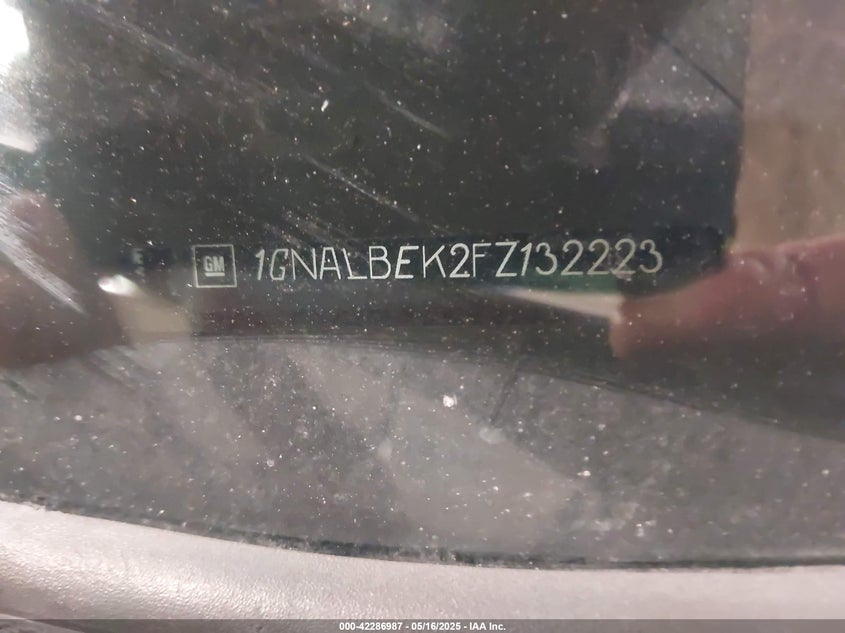 GM 1GNALBEK2FZ132223
000-42286987 - 05/16/2025 - IAA Inc.